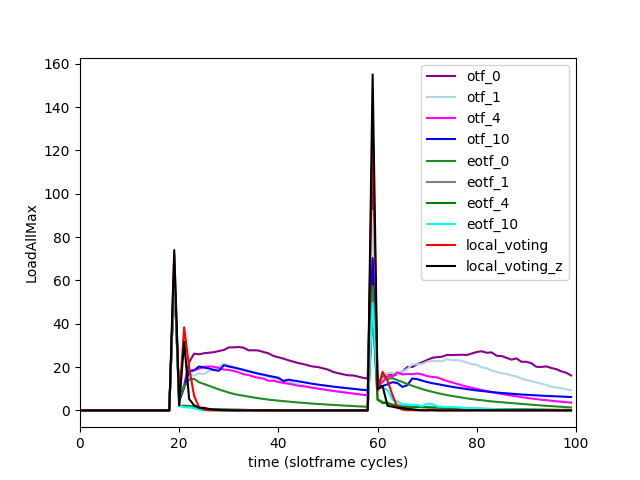 160
140
120
100
80
60
40
20
0
LoadAllMax
0 20 40 60 80 100
time (slotframe cycles)
otf_0
otf_1
otf_4
otf_10
eotf_0
eotf_1
eotf_4
eotf_10
local_voting
local_voting_z